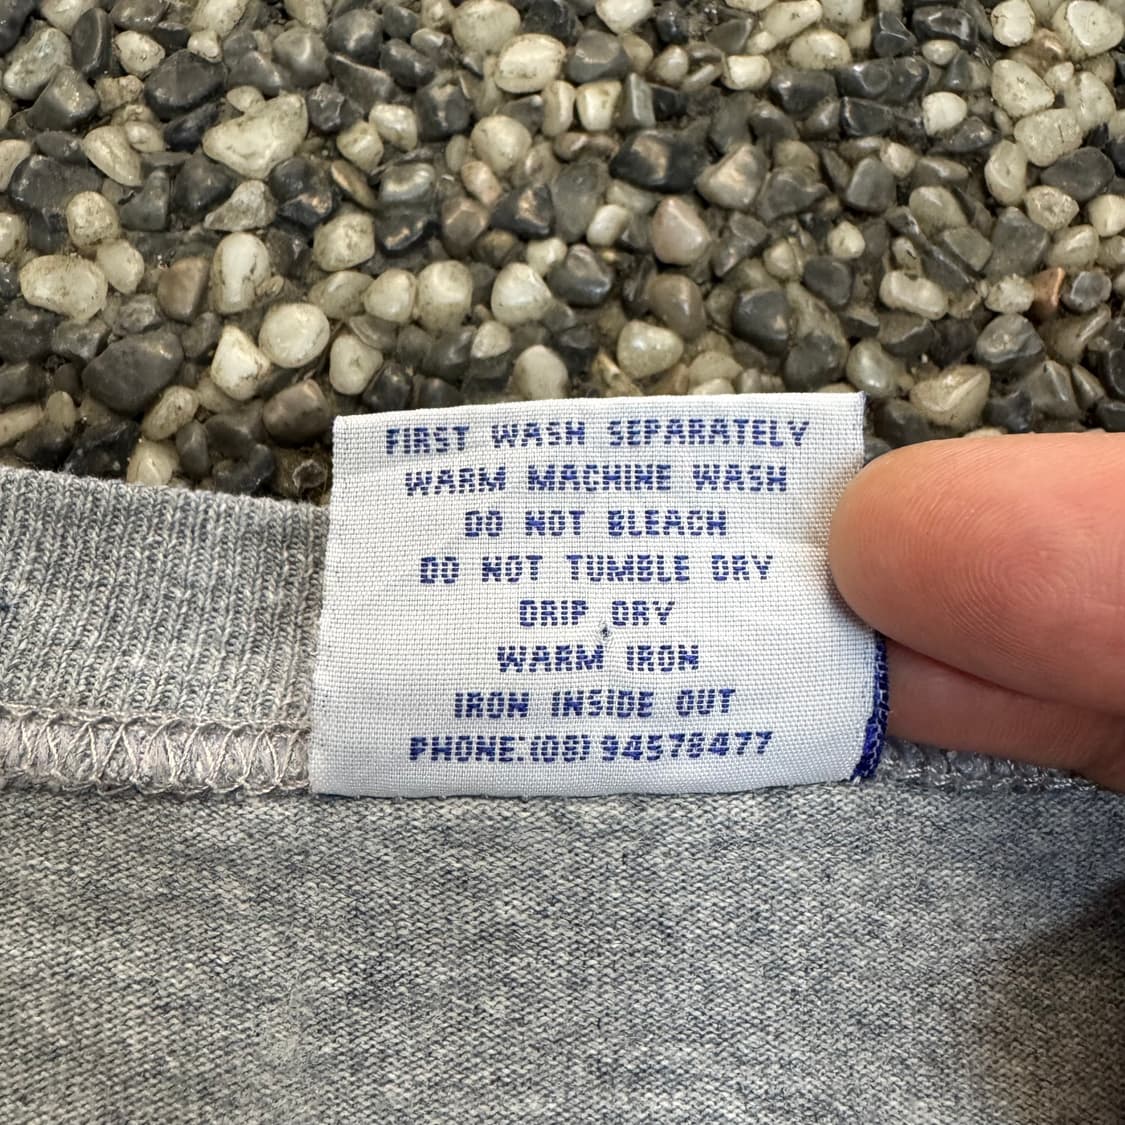 FIRST WASH SEPARATELY
WARM MACHINE WASH
DO NOT BLEACH
DO NOT TUMBLE DRY
DRIP DRY
WARM IRON
IRON INSIDE OUT
PHONE:(08) 94578477